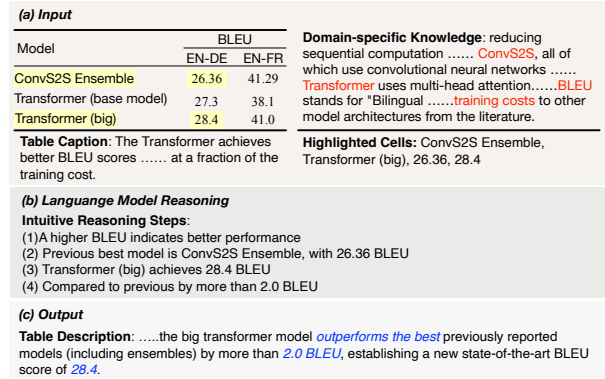 (a) Input
Model
BLEU
EN-DE EN-FR
ConvS2S Ensemble 26.36 41.29
Transformer (base model) 27.3 38.1
Transformer (big) 28.4 41.0
Table Caption: The Transformer achieves
better BLEU scores ...... at a fraction of the
training cost.
Domain-specific Knowledge: reducing
sequential computation ...... ConvS2S, all of
which use convolutional neural networks ......
Transformer uses multi-head attention......BLEU
stands for "Bilingual ......training costs to other
model architectures from the literature.
Highlighted Cells: ConvS2S Ensemble,
Transformer (big), 26.36, 28.4
(b) Languange Model Reasoning
Intuitive Reasoning Steps:
(1)A higher BLEU indicates better performance
(2) Previous best model is ConvS2S Ensemble, with 26.36 BLEU
(3) Transformer (big) achieves 28.4 BLEU
(4) Compared to previous by more than 2.0 BLEU
(c) Output
Table Description: .....the big transformer model outperforms the best previously reported
models (including ensembles) by more than 2.0 BLEU, establishing a new state-of-the-art BLEU
score of 28.4.